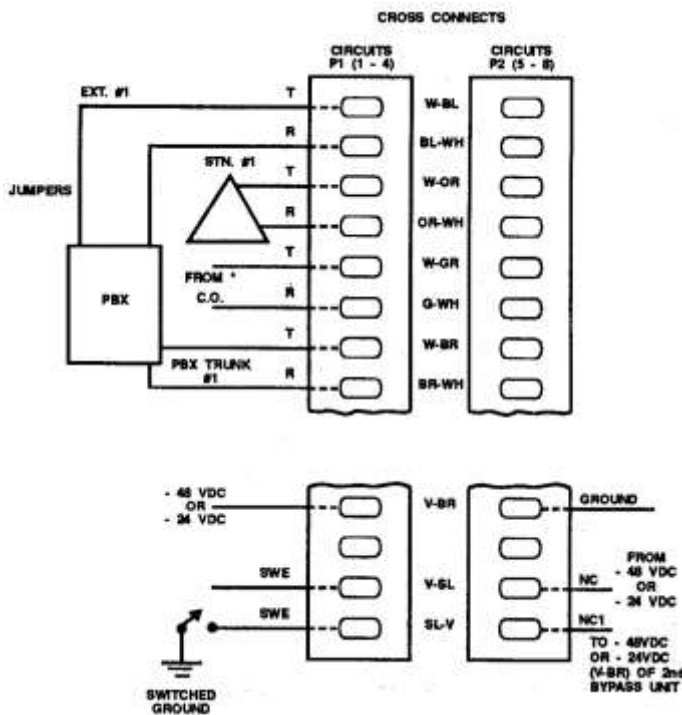 CROSS CONNECTS
CIRCUITS
P1 (1 - 4)
CIRCUITS
P2 (5 - 8)
EXT. #1
T
W-BL
R
BL-WH
STN. #1
T
W-OR
JUMPERS
R
OR-WH
T
W-GR
FROM *
C.O.
R
G-WH
PBX
T
W-BR
PBX TRUNK
#1
R
BR-WH
- 48 VDC
OR
- 24 VDC
V-BR
GROUND
SWE
V-SL
NC
FROM
- 48 VDC
OR
- 24 VDC
SWE
SL-V
NC1
TO - 48VDC
OR - 24VDC
(V-BR) OF 2nd
BYPASS UNIT
SWITCHED
GROUND